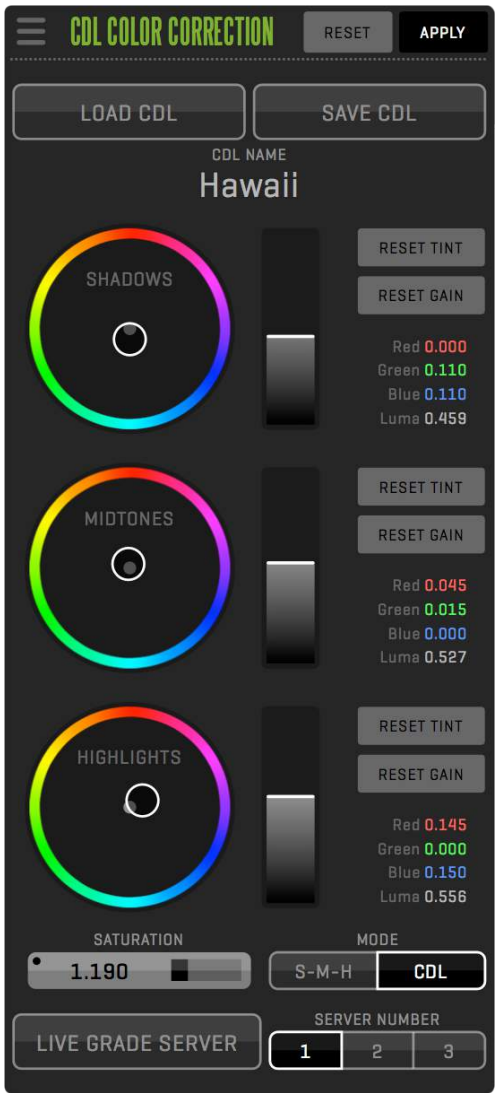 CDL COLOR CORRECTION RESET APPLY
LOAD CDL SAVE CDL
CDL NAME
Hawaii
SHADOWS
RESET TINT
RESET GAIN
Red 0.000
Green 0.110
Blue 0.110
Luma 0.459
MIDTONES
RESET TINT
RESET GAIN
Red 0.045
Green 0.015
Blue 0.000
Luma 0.527
HIGHLIGHTS
RESET TINT
RESET GAIN
Red 0.145
Green 0.000
Blue 0.150
Luma 0.556
SATURATION MODE
1.190 S-M-H CDL
LIVE GRADE SERVER
SERVER NUMBER
1 2 3